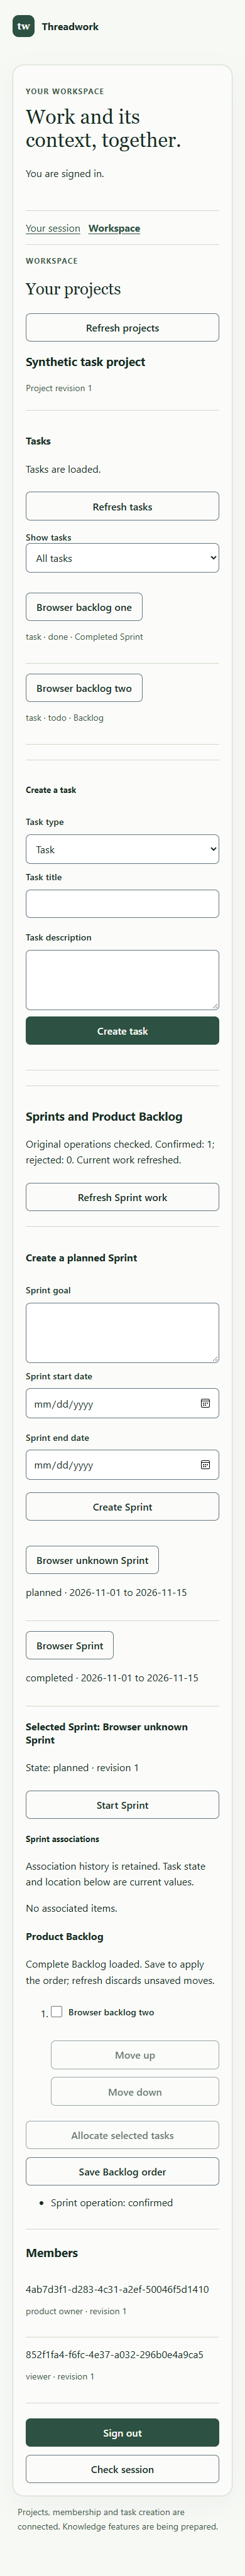 tw Threadwork
YOUR WORKSPACE
Work and its
context, together.
You are signed in.
Your session Workspace
WORKSPACE
Your projects
Refresh projects
Synthetic task project
Project revision 1
Tasks
Tasks are loaded.
Refresh tasks
Show tasks
All tasks
Browser backlog one
task · done · Completed Sprint
Browser backlog two
task · todo · Backlog
Create a task
Task type
Task
Task title
Task description
Create task
Sprints and Product Backlog
Original operations checked. Confirmed: 1;
rejected: 0. Current work refreshed.
Refresh Sprint work
Create a planned Sprint
Sprint goal
Sprint start date
mm/dd/yyyy
Sprint end date
mm/dd/yyyy
Create Sprint
Browser unknown Sprint
planned · 2026-11-01 to 2026-11-15
Browser Sprint
completed · 2026-11-01 to 2026-11-15
Selected Sprint: Browser unknown
Sprint
State: planned · revision 1
Start Sprint
Sprint associations
Association history is retained. Task state
and location below are current values.
No associated items.
Product Backlog
Complete Backlog loaded. Save to apply
the order; refresh discards unsaved moves.
1. Browser backlog two
Move up
Move down
Allocate selected tasks
Save Backlog order
• Sprint operation: confirmed
Members
4ab7d3f1-d283-4c31-a2ef-50046f5d1410
product owner · revision 1
852f1fa4-f6fc-4e37-a032-296b0e4a9ca5
viewer · revision 1
Sign out
Check session
Projects, membership and task creation are
connected. Knowledge features are being prepared.